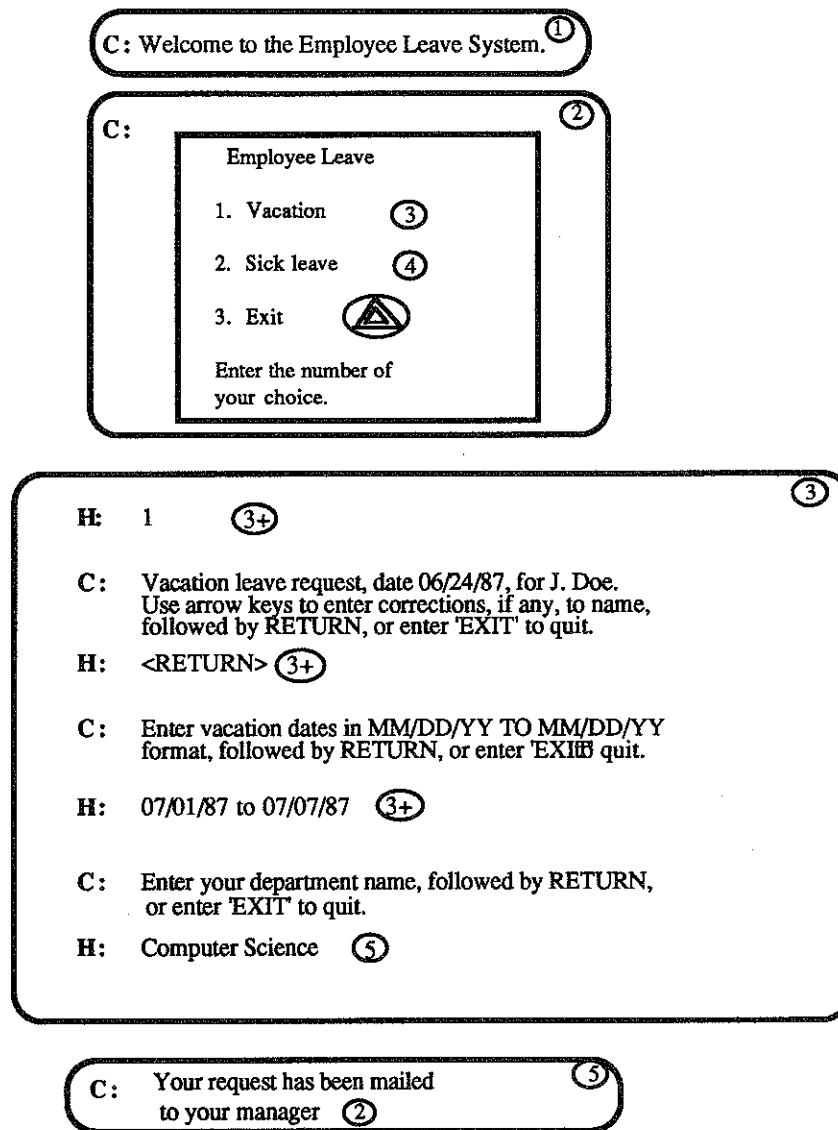 C: Welcome to the Employee Leave System. 1
2
C:
Employee Leave
1. Vacation 3
2. Sick leave 4
3. Exit
Enter the number of
your choice.
3
H: 1 3+
C: Vacation leave request, date 06/24/87, for J. Doe.
Use arrow keys to enter corrections, if any, to name,
followed by RETURN, or enter 'EXIT' to quit.
H: <RETURN> 3+
C: Enter vacation dates in MM/DD/YY TO MM/DD/YY
format, followed by RETURN, or enter quit.
H: 07/01/87 to 07/07/87 3+
C: Enter your department name, followed by RETURN,
or enter 'EXIT' to quit.
H: Computer Science 5
5
C: Your request has been mailed
to your manager 2